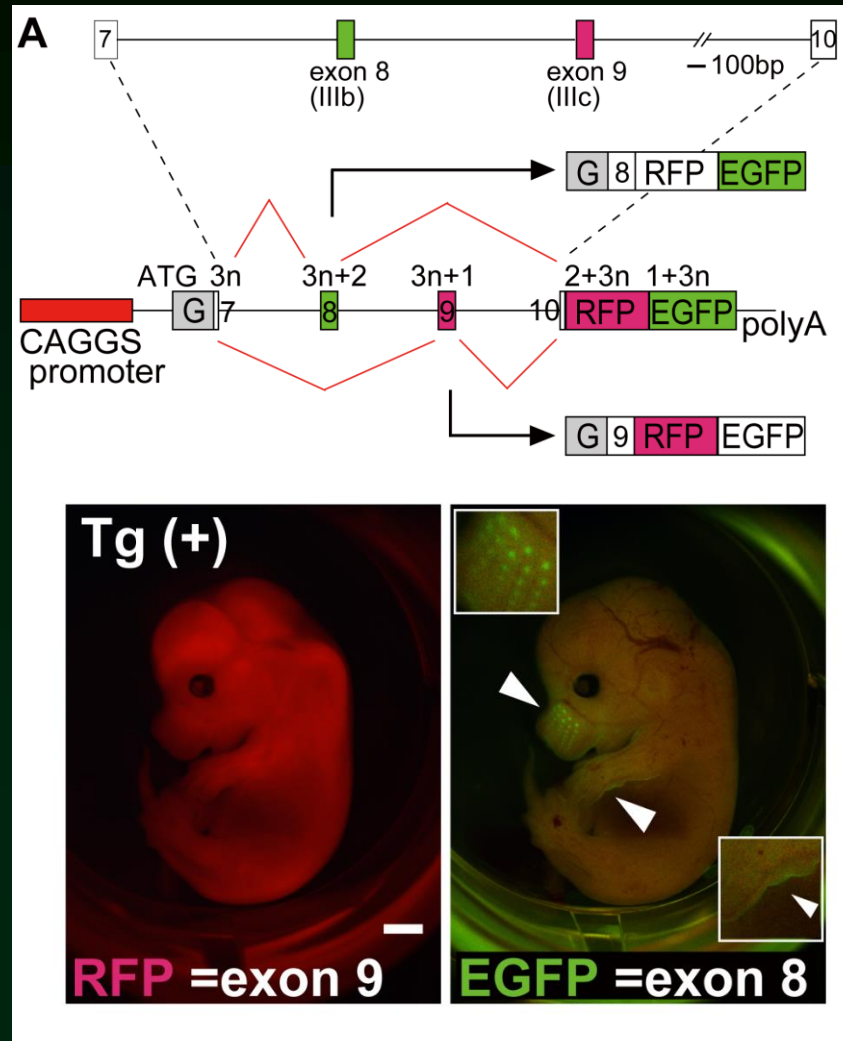 A
7
10
exon 8
(IIIb)
exon 9
(IIIc)
100bp
G 8 RFP EGFP
ATG 3n 3n+2 3n+1 2+3n 1+3n
G 7 8 9 10 RFP EGFP
polyA
CAGGS
promoter
G 9 RFP EGFP
Tg (+)
RFP =exon 9
EGFP =exon 8